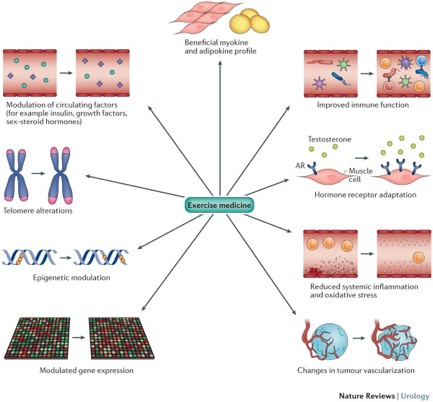 Beneficial myokine
and adipokine profile
Modulation of circulating factors
(for example insulin, growth factors,
sex-steroid hormones)
Improved immune function
Testosterone
AR
Muscle
cell
Hormone receptor adaptation
Telomere alterations
Exercise medicine
Epigenetic modulation
Reduced systemic inflammation
and oxidative stress
Modulated gene expression
Changes in tumour vascularization
Nature Reviews | Urology